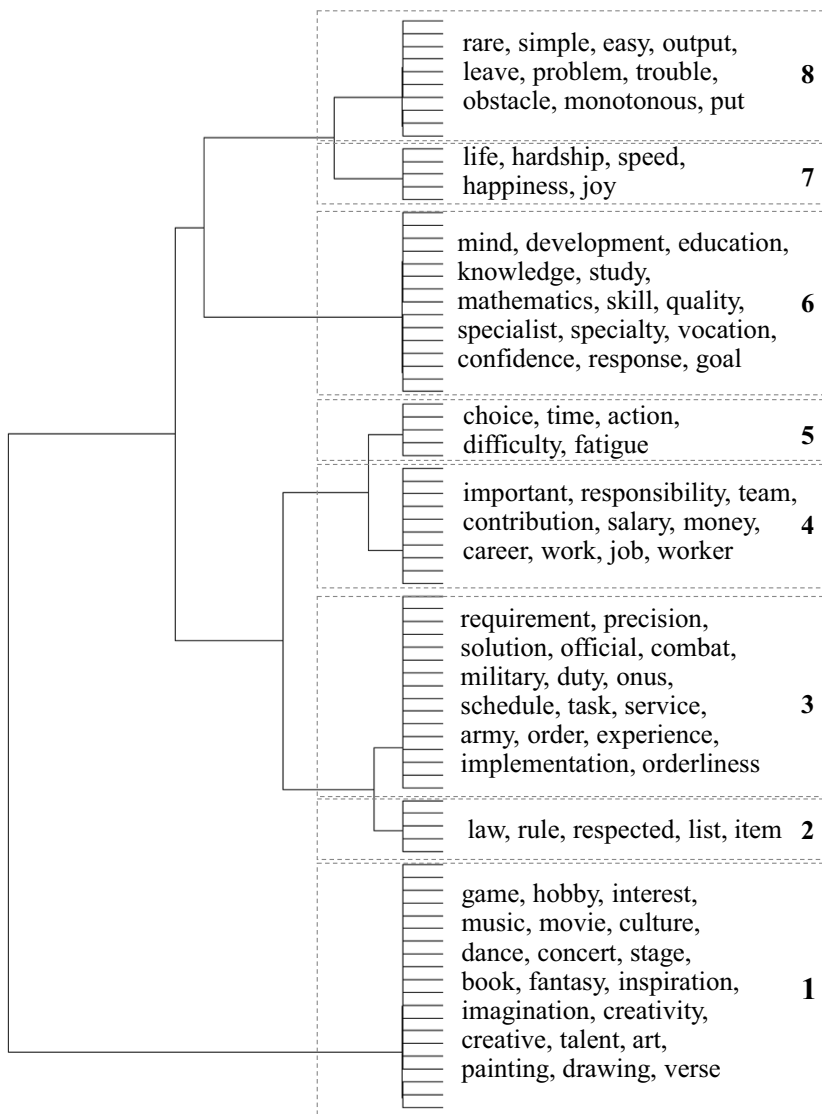 rare, simple, easy, output,
leave, problem, trouble,
obstacle, monotonous, put
8
life, hardship, speed,
happiness, joy
7
mind, development, education,
knowledge, study,
mathematics, skill, quality,
specialist, specialty, vocation,
confidence, response, goal
6
choice, time, action,
difficulty, fatigue
5
important, responsibility, team,
contribution, salary, money,
career, work, job, worker
4
requirement, precision,
solution, official, combat,
military, duty, onus,
schedule, task, service,
army, order, experience,
implementation, orderliness
3
law, rule, respected, list, item
2
game, hobby, interest,
music, movie, culture,
dance, concert, stage,
book, fantasy, inspiration,
imagination, creativity,
creative, talent, art,
painting, drawing, verse
1